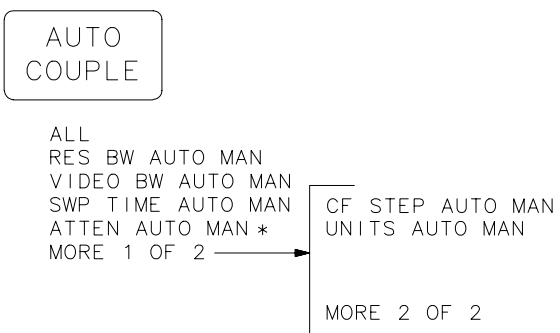 AUTO
COUPLE
ALL
RES BW AUTO MAN
VIDEO BW AUTO MAN
SWP TIME AUTO MAN
ATTEN AUTO MAN *
MORE 1 OF 2
CF STEP AUTO MAN
UNITS AUTO MAN
MORE 2 OF 2